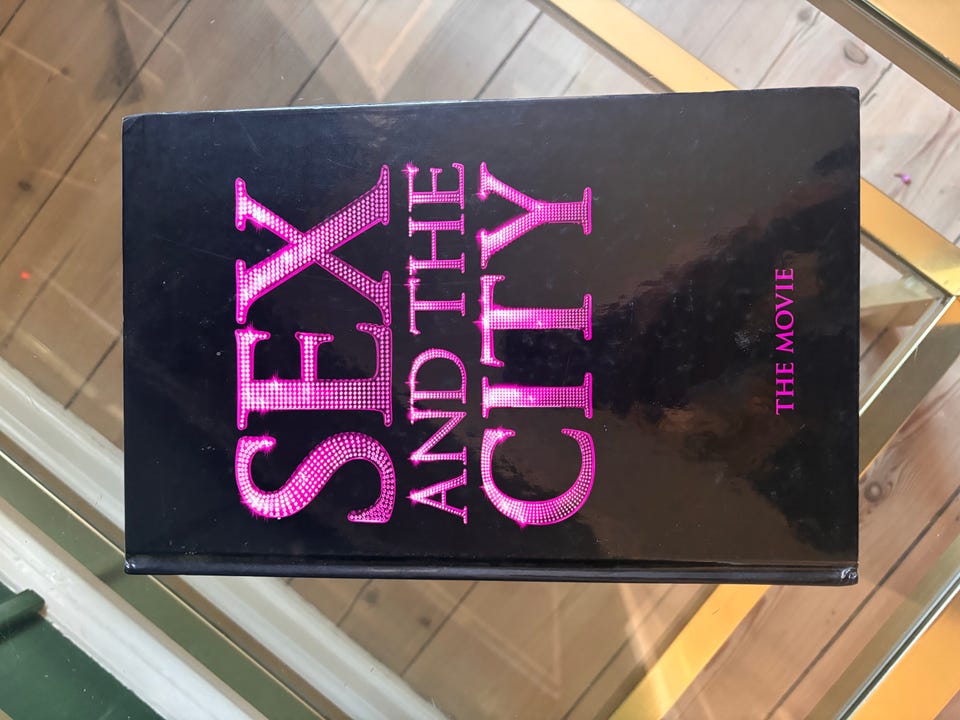 SEX
AND THE
CITY
THE MOVIE